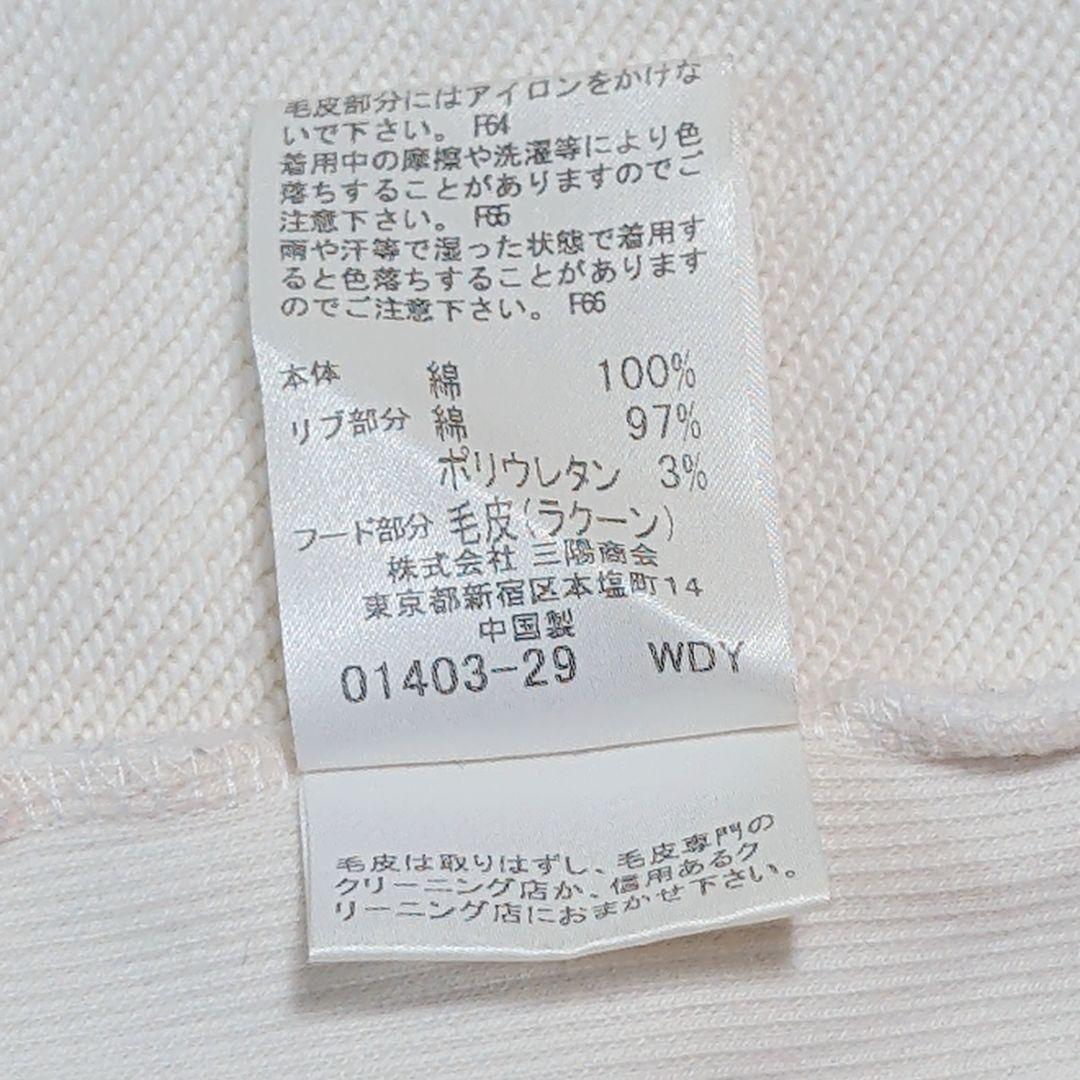 毛皮部分にはアイロンをかけな
いで下さい。 F64
着用中の摩擦や洗濯等により色
落ちすることがありますのでご
注意下さい。 F65
雨や汗等で湿った状態で着用す
ると色落ちすることがあります
のでご注意下さい。 F66
本体 綿 100%
リブ部分 綿 97%
ポリウレタン 3%
フード部分 毛皮(ラクーン)
株式会社 三陽商会
東京都新宿区本塩町14
中国製
01403-29 WDY
毛皮は取りはずし、毛皮専門の
クリーニング店か、信用あるク
リーニング店におまかせ下さい。